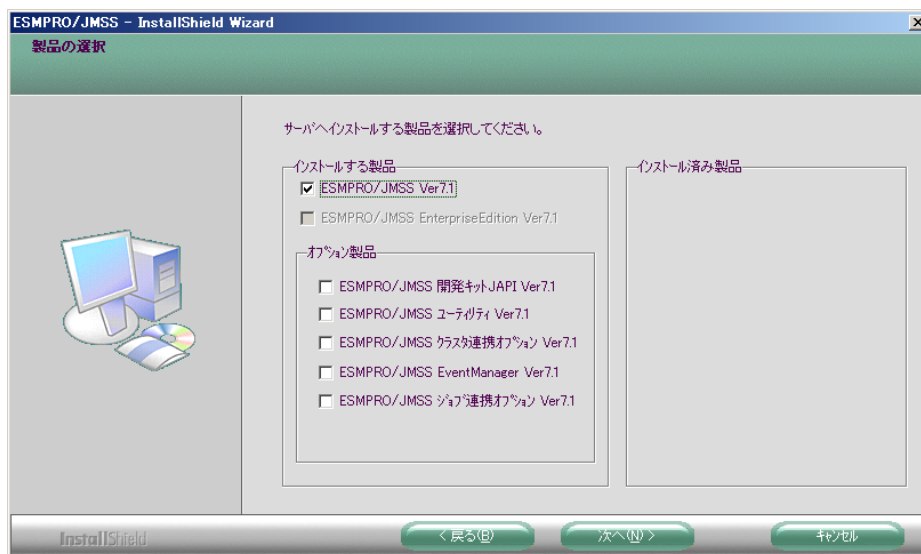 ESMPRO/JMSS - InstallShield Wizard
製品の選択
サーバへインストールする製品を選択してください。
インストールする製品
ESMPRO/JMSS Ver7.1
ESMPRO/JMSS EnterpriseEdition Ver7.1
オプション製品
ESMPRO/JMSS 開発キットJAPI Ver7.1
ESMPRO/JMSS ユーティリティ Ver7.1
ESMPRO/JMSS クラスタ連携オプション Ver7.1
ESMPRO/JMSS EventManager Ver7.1
ESMPRO/JMSS ジョブ連携オプション Ver7.1
インストール済み製品
InstallShield
< 戻る(B)
次へ(N) >
キャンセル